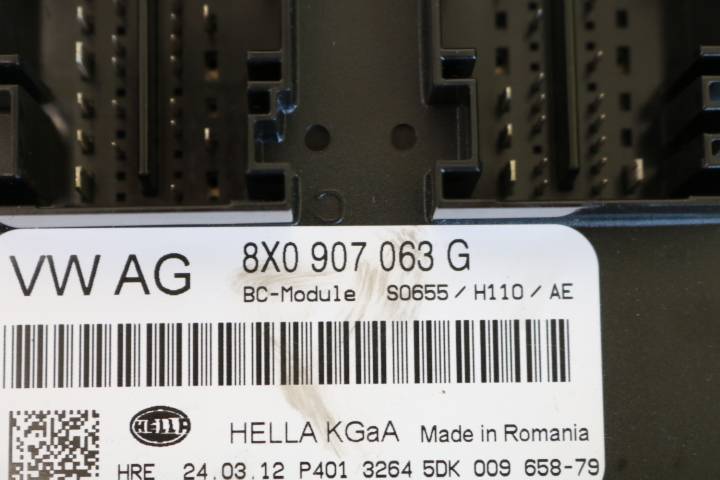 C
VW AG 8X0 907 063 G
BC-Module S0655 / H110 / AE
HELLA HELLA KGaA Made in Romania
HRE 24.03.12 P401 3264 5DK 009 658-79